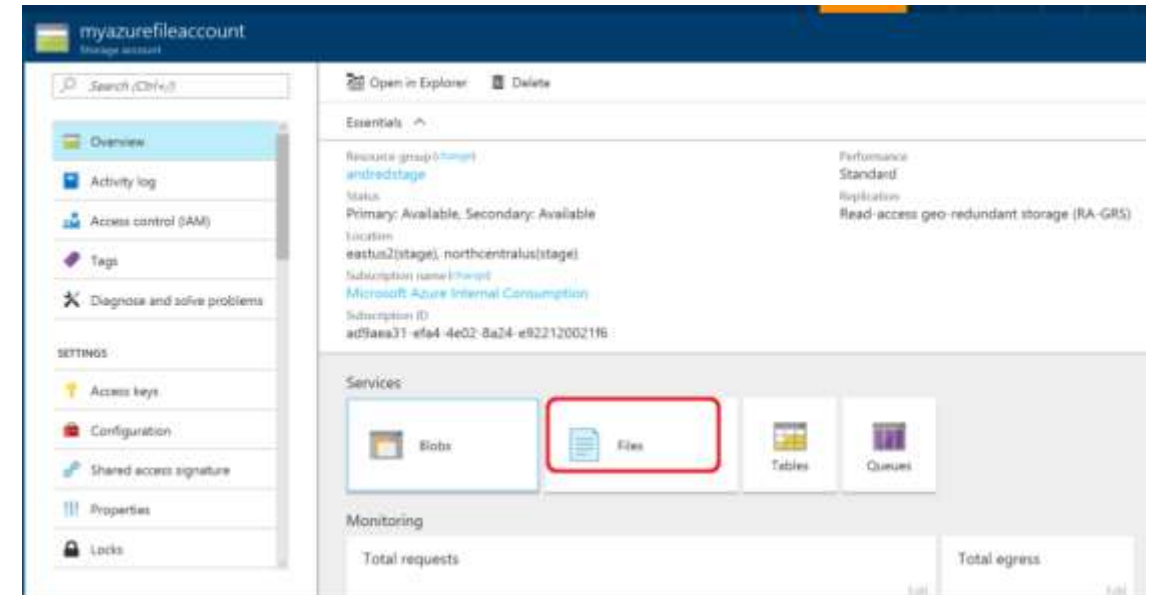 myazurefileaccount
Storage account
Search (Ctrl+/)
Overview
Activity log
Access control (IAM)
Tags
Diagnose and solve problems
SETTINGS
Access keys
Configuration
Shared access signature
Properties
Locks
Open in Explorer Delete
Essentials
Resource group (change)
andredstage
Status
Primary: Available, Secondary: Available
Location
eastus2(stage), northcentralus(stage)
Subscription name (change)
Microsoft Azure Internal Consumption
Subscription ID
ad9aea31-efa4-4e02-8a24-e922120021f6
Performance
Standard
Replication
Read-access geo-redundant storage (RA-GRS)
Services
Blobs
Files
Tables
Queues
Monitoring
Total requests
Edit
Total egress
Edit